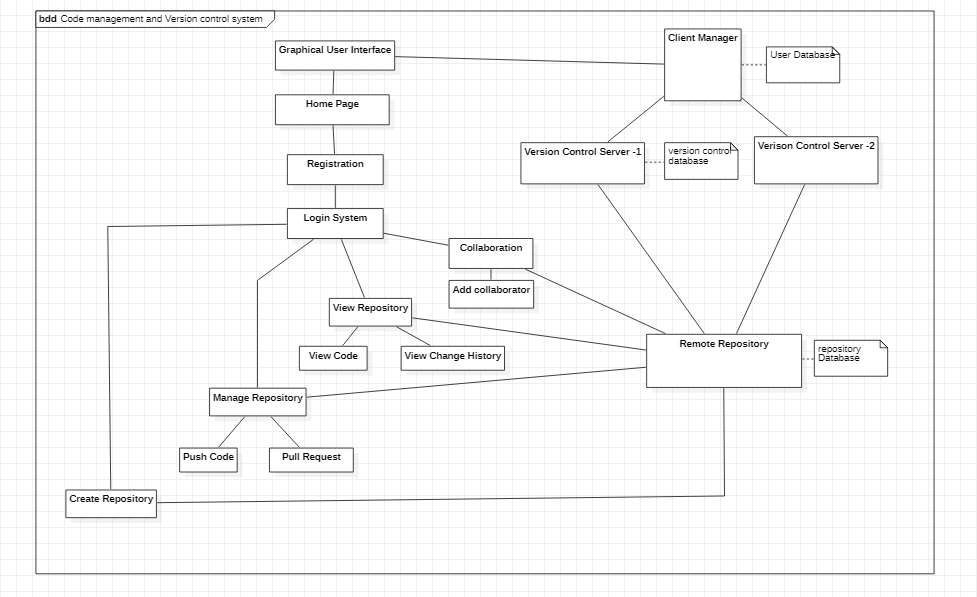 bdd Code management and Version control system
Graphical User Interface
Client Manager
User Database
Home Page
Version Control Server -1
version control
database
Verison Control Server -2
Registration
Login System
Collaboration
Add collaborator
View Repository
Remote Repository
repository
Database
View Code
View Change History
Manage Repository
Push Code
Pull Request
Create Repository